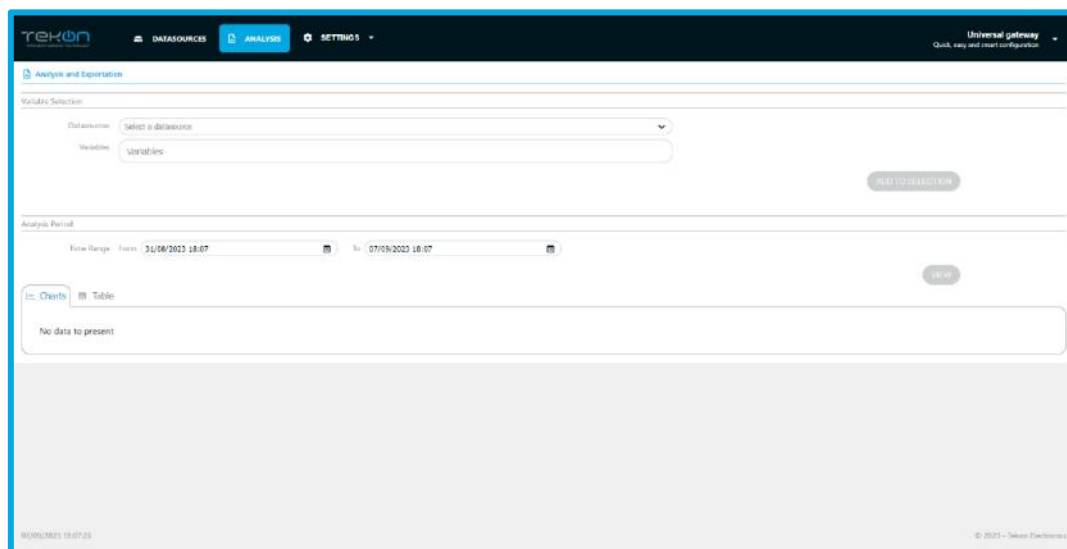 TEKON
DATASOURCES
ANALYSIS
SETTINGS
Universal gateway
Quick, easy and smart configuration
Analysis and Exportation
Variable Selection
Datasource Select a datasource
Variables Variables
ADD TO SELECTION
Analysis Period
Time Range From 31/08/2023 18:07 To 07/09/2023 18:07
VIEW
Charts Table
No data to present
© 2023 - Tekon Electronics